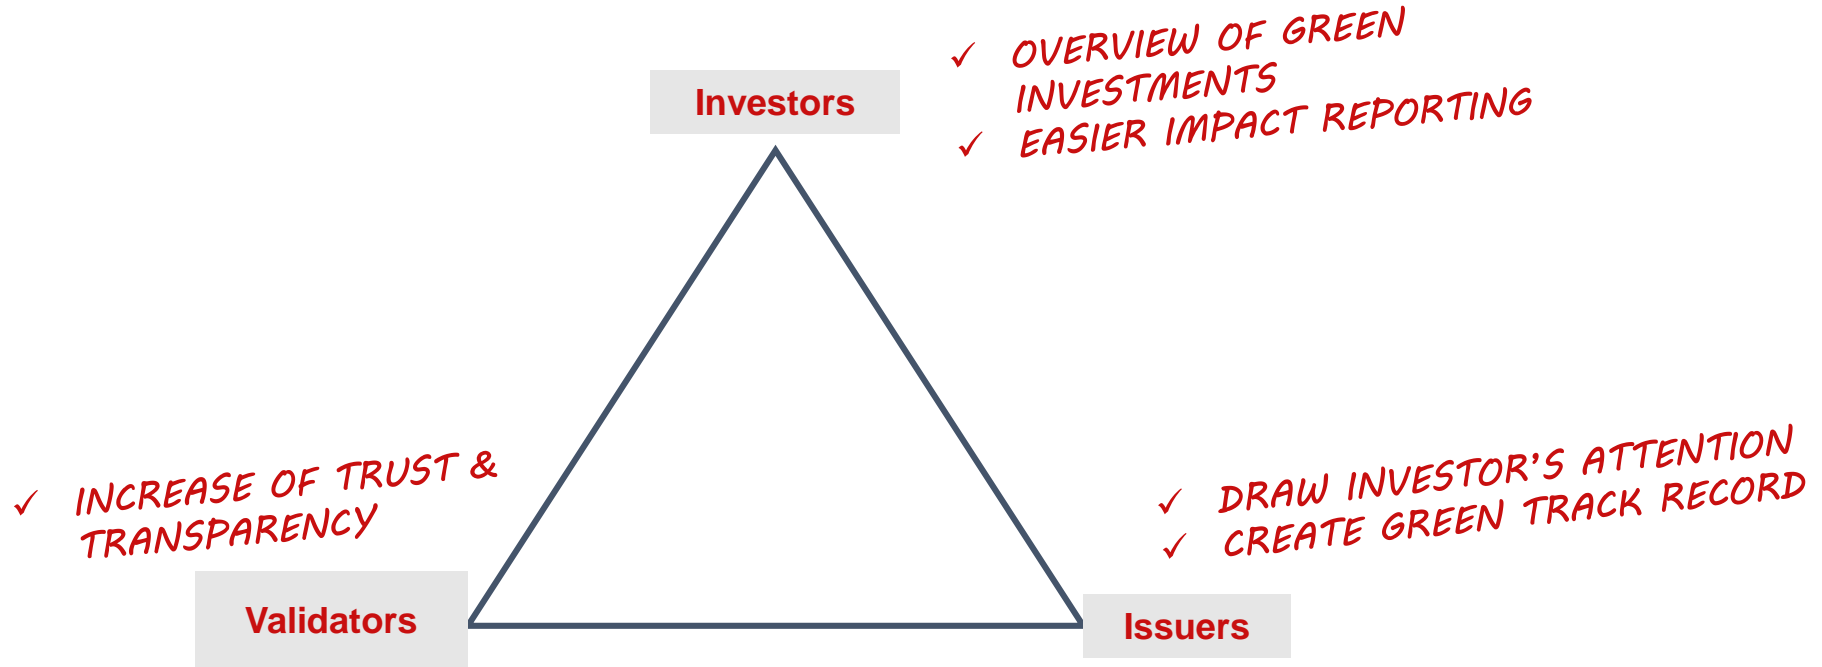 Investors
✓ OVERVIEW OF GREEN
INVESTMENTS
✓ EASIER IMPACT REPORTING
✓ INCREASE OF TRUST &
TRANSPARENCY
Validators
✓ DRAW INVESTOR'S ATTENTION
✓ CREATE GREEN TRACK RECORD
Issuers